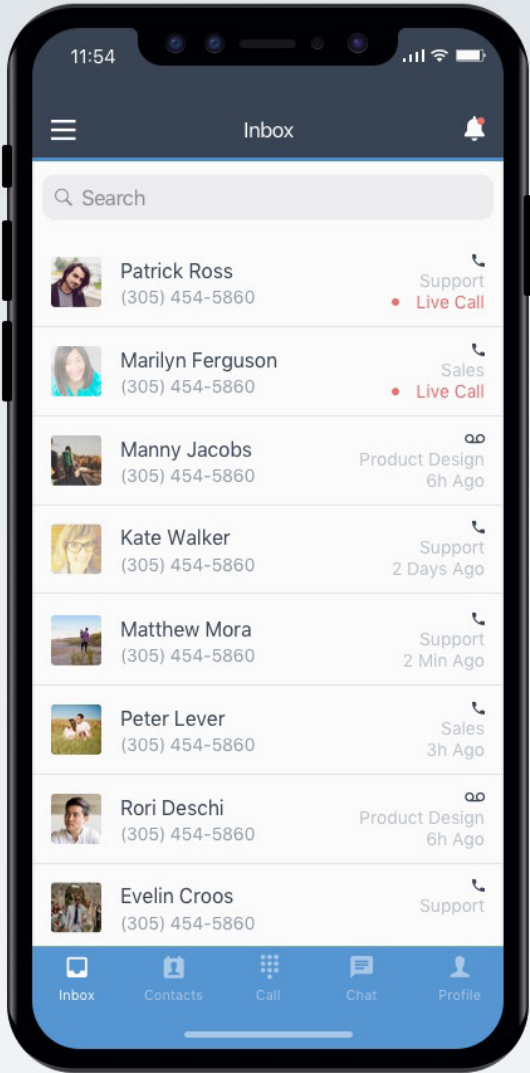 11:54
Inbox
Search
Patrick Ross
(305) 454-5860
Support
Live Call
Marilyn Ferguson
(305) 454-5860
Sales
Live Call
Manny Jacobs
(305) 454-5860
Product Design
6h Ago
Kate Walker
(305) 454-5860
Support
2 Days Ago
Matthew Mora
(305) 454-5860
Support
2 Min Ago
Peter Lever
(305) 454-5860
Sales
3h Ago
Rori Deschi
(305) 454-5860
Product Design
6h Ago
Evelin Croos
(305) 454-5860
Support
Inbox Contacts Call Chat Profile